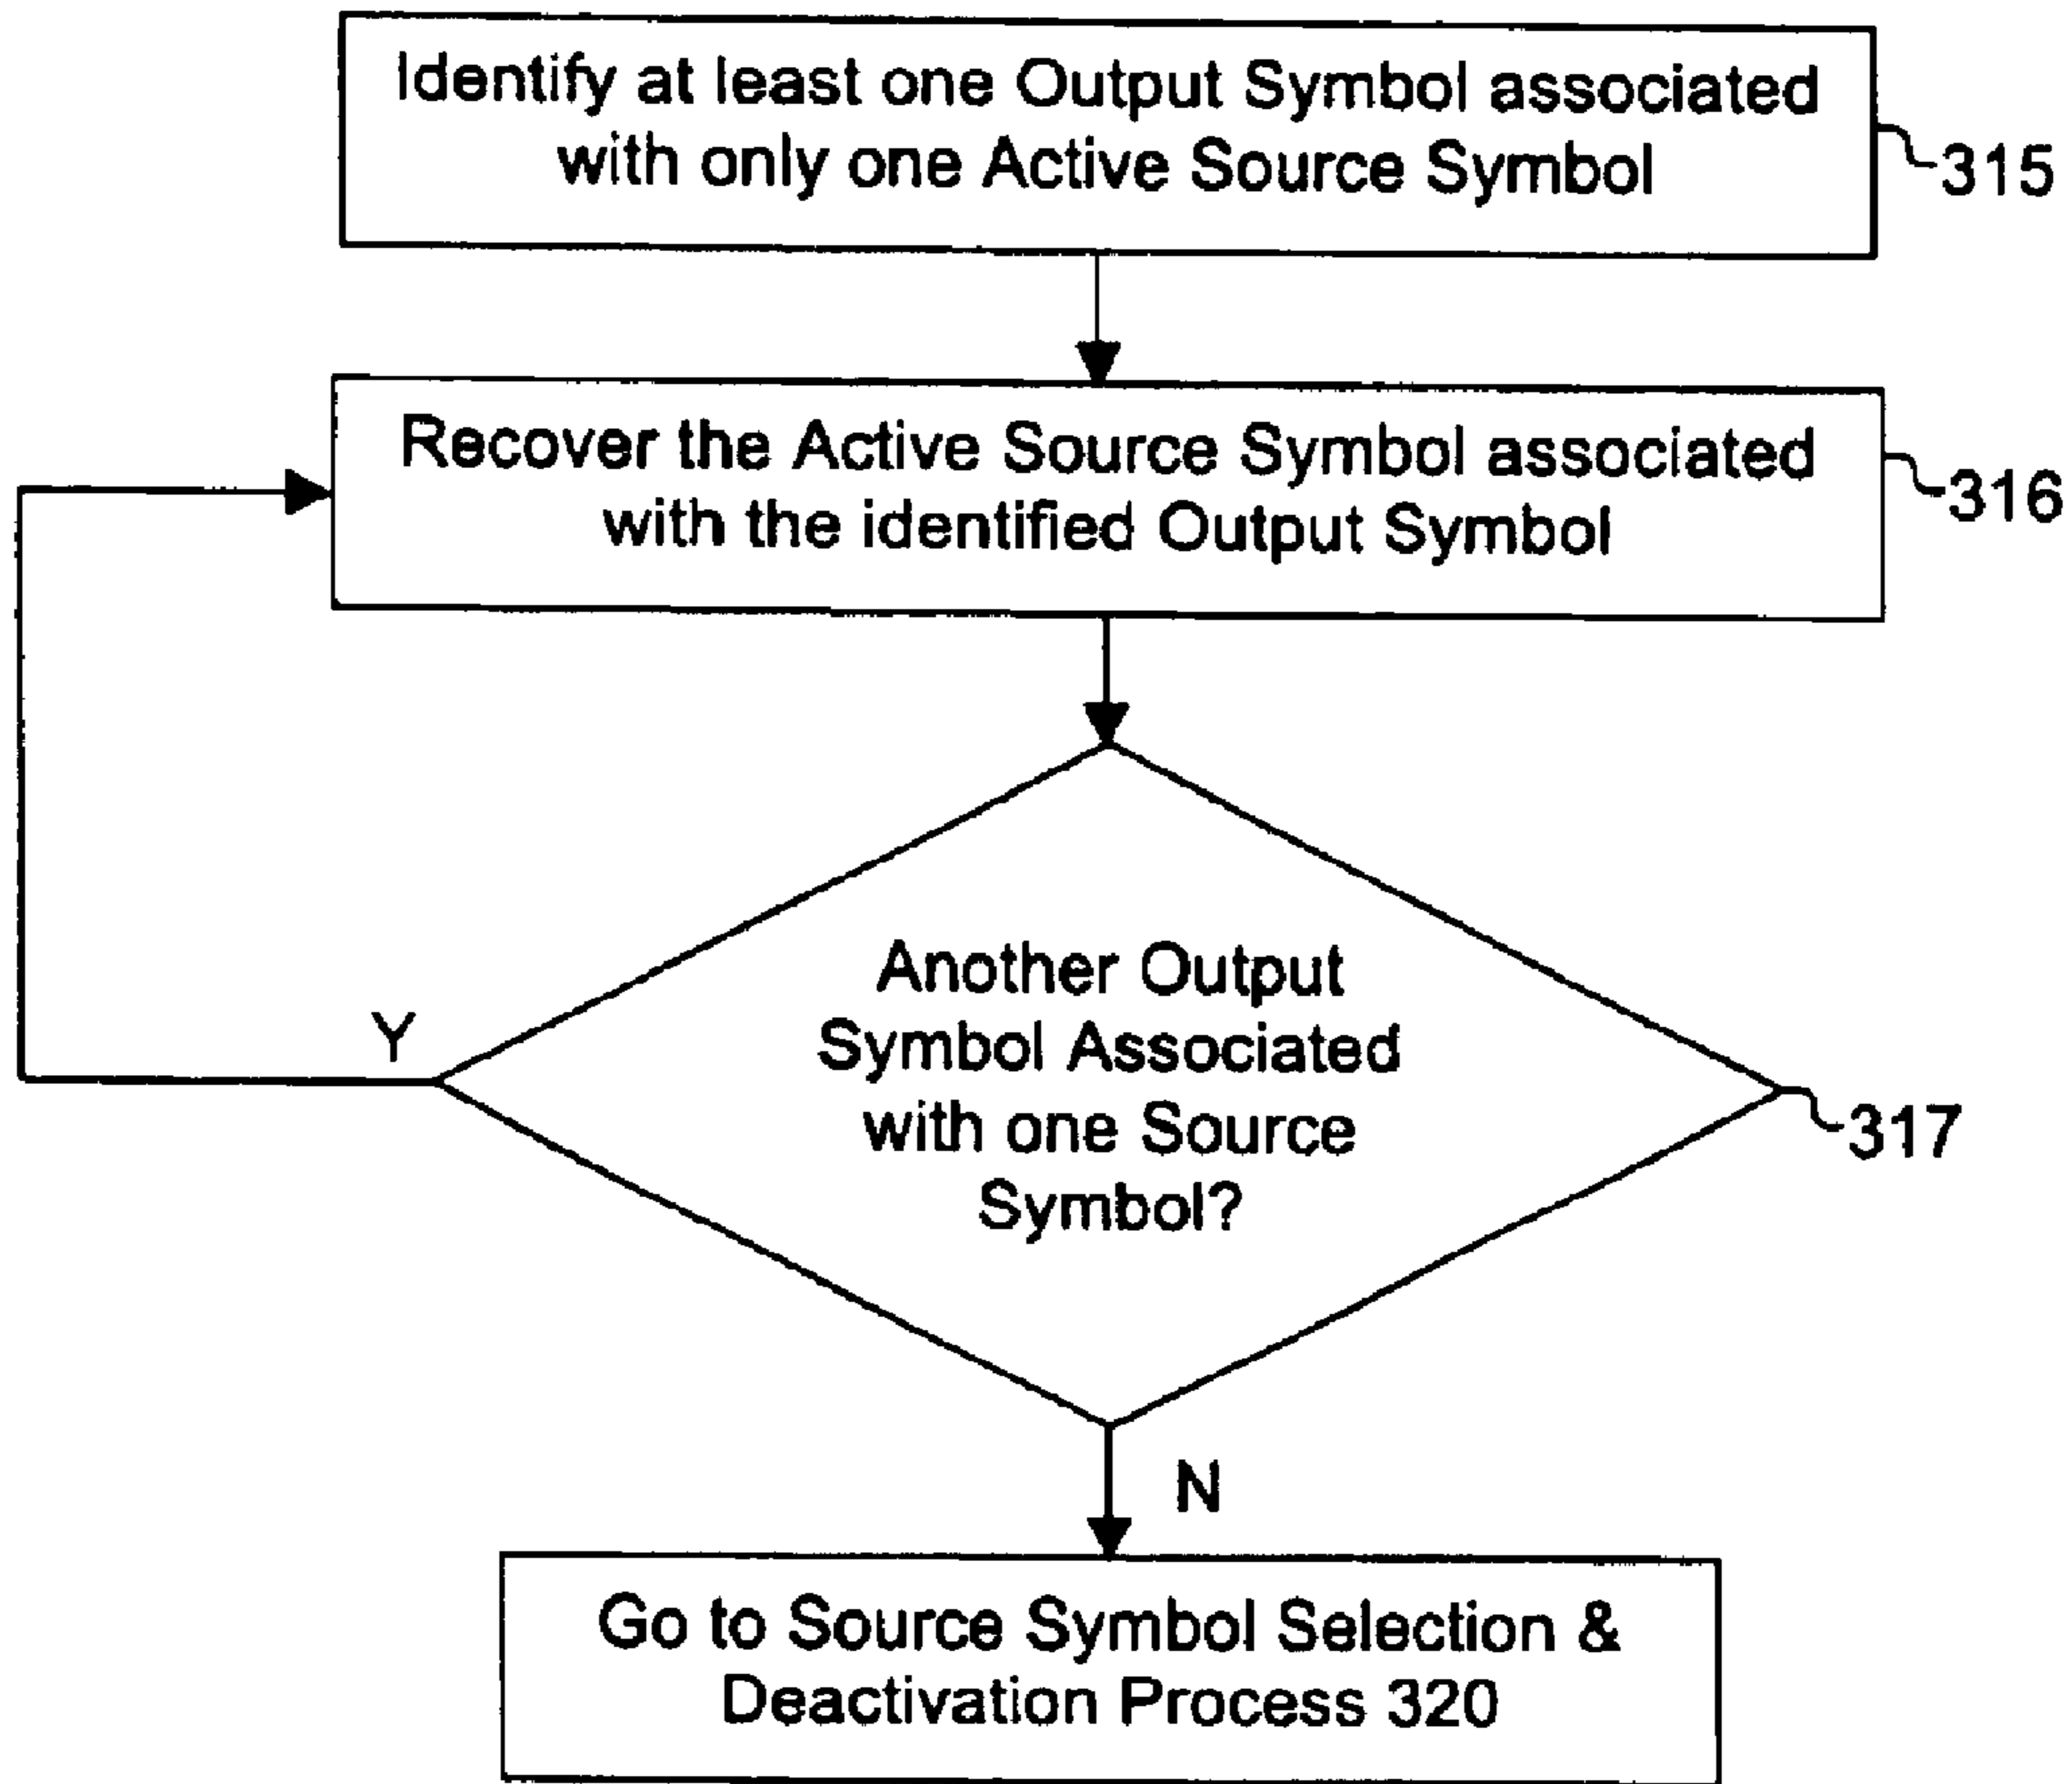 Identify at least one Output Symbol associated
with only one Active Source Symbol
315
Recover the Active Source Symbol associated
with the identified Output Symbol
316
Another Output
Symbol Associated
with one Source
Symbol?
Y
317
N
Go to Source Symbol Selection &
Deactivation Process 320